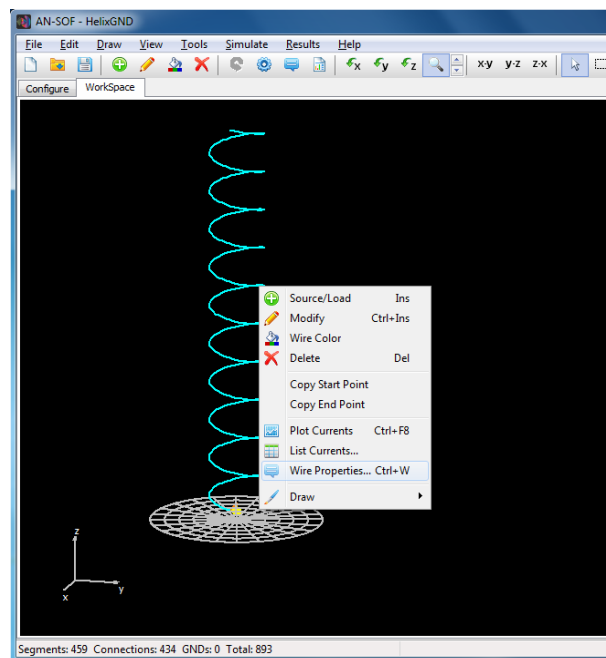 AN-SOF - HelixGND
File Edit Draw View Tools Simulate Results Help
x y z x-y y-z z-x
Configure WorkSpace
Source/Load Ins
Modify Ctrl+Ins
Wire Color
Delete Del
Copy Start Point
Copy End Point
Plot Currents Ctrl+F8
List Currents...
Wire Properties... Ctrl+W
Draw
z
y
x
Segments: 459 Connections: 434 GNDs: 0 Total: 893